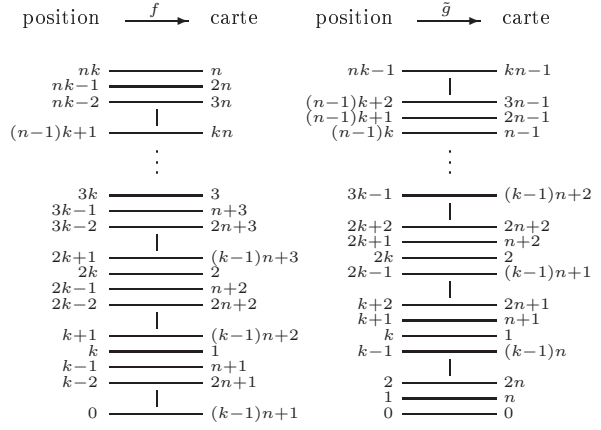 position f carte
nk n
nk−1 2n
nk−2 3n
(n−1)k+1 kn
⋮
3k 3
3k−1 n+3
3k−2 2n+3
2k+1 (k−1)n+3
2k 2
2k−1 n+2
2k−2 2n+2
k+1 (k−1)n+2
k 1
k−1 n+1
k−2 2n+1
0 (k−1)n+1
position g̃ carte
nk−1 kn−1
(n−1)k+2 3n−1
(n−1)k+1 2n−1
(n−1)k n−1
⋮
3k−1 (k−1)n+2
2k+2 2n+2
2k+1 n+2
2k 2
2k−1 (k−1)n+1
k+2 2n+1
k+1 n+1
k 1
k−1 (k−1)n
2 2n
1 n
0 0